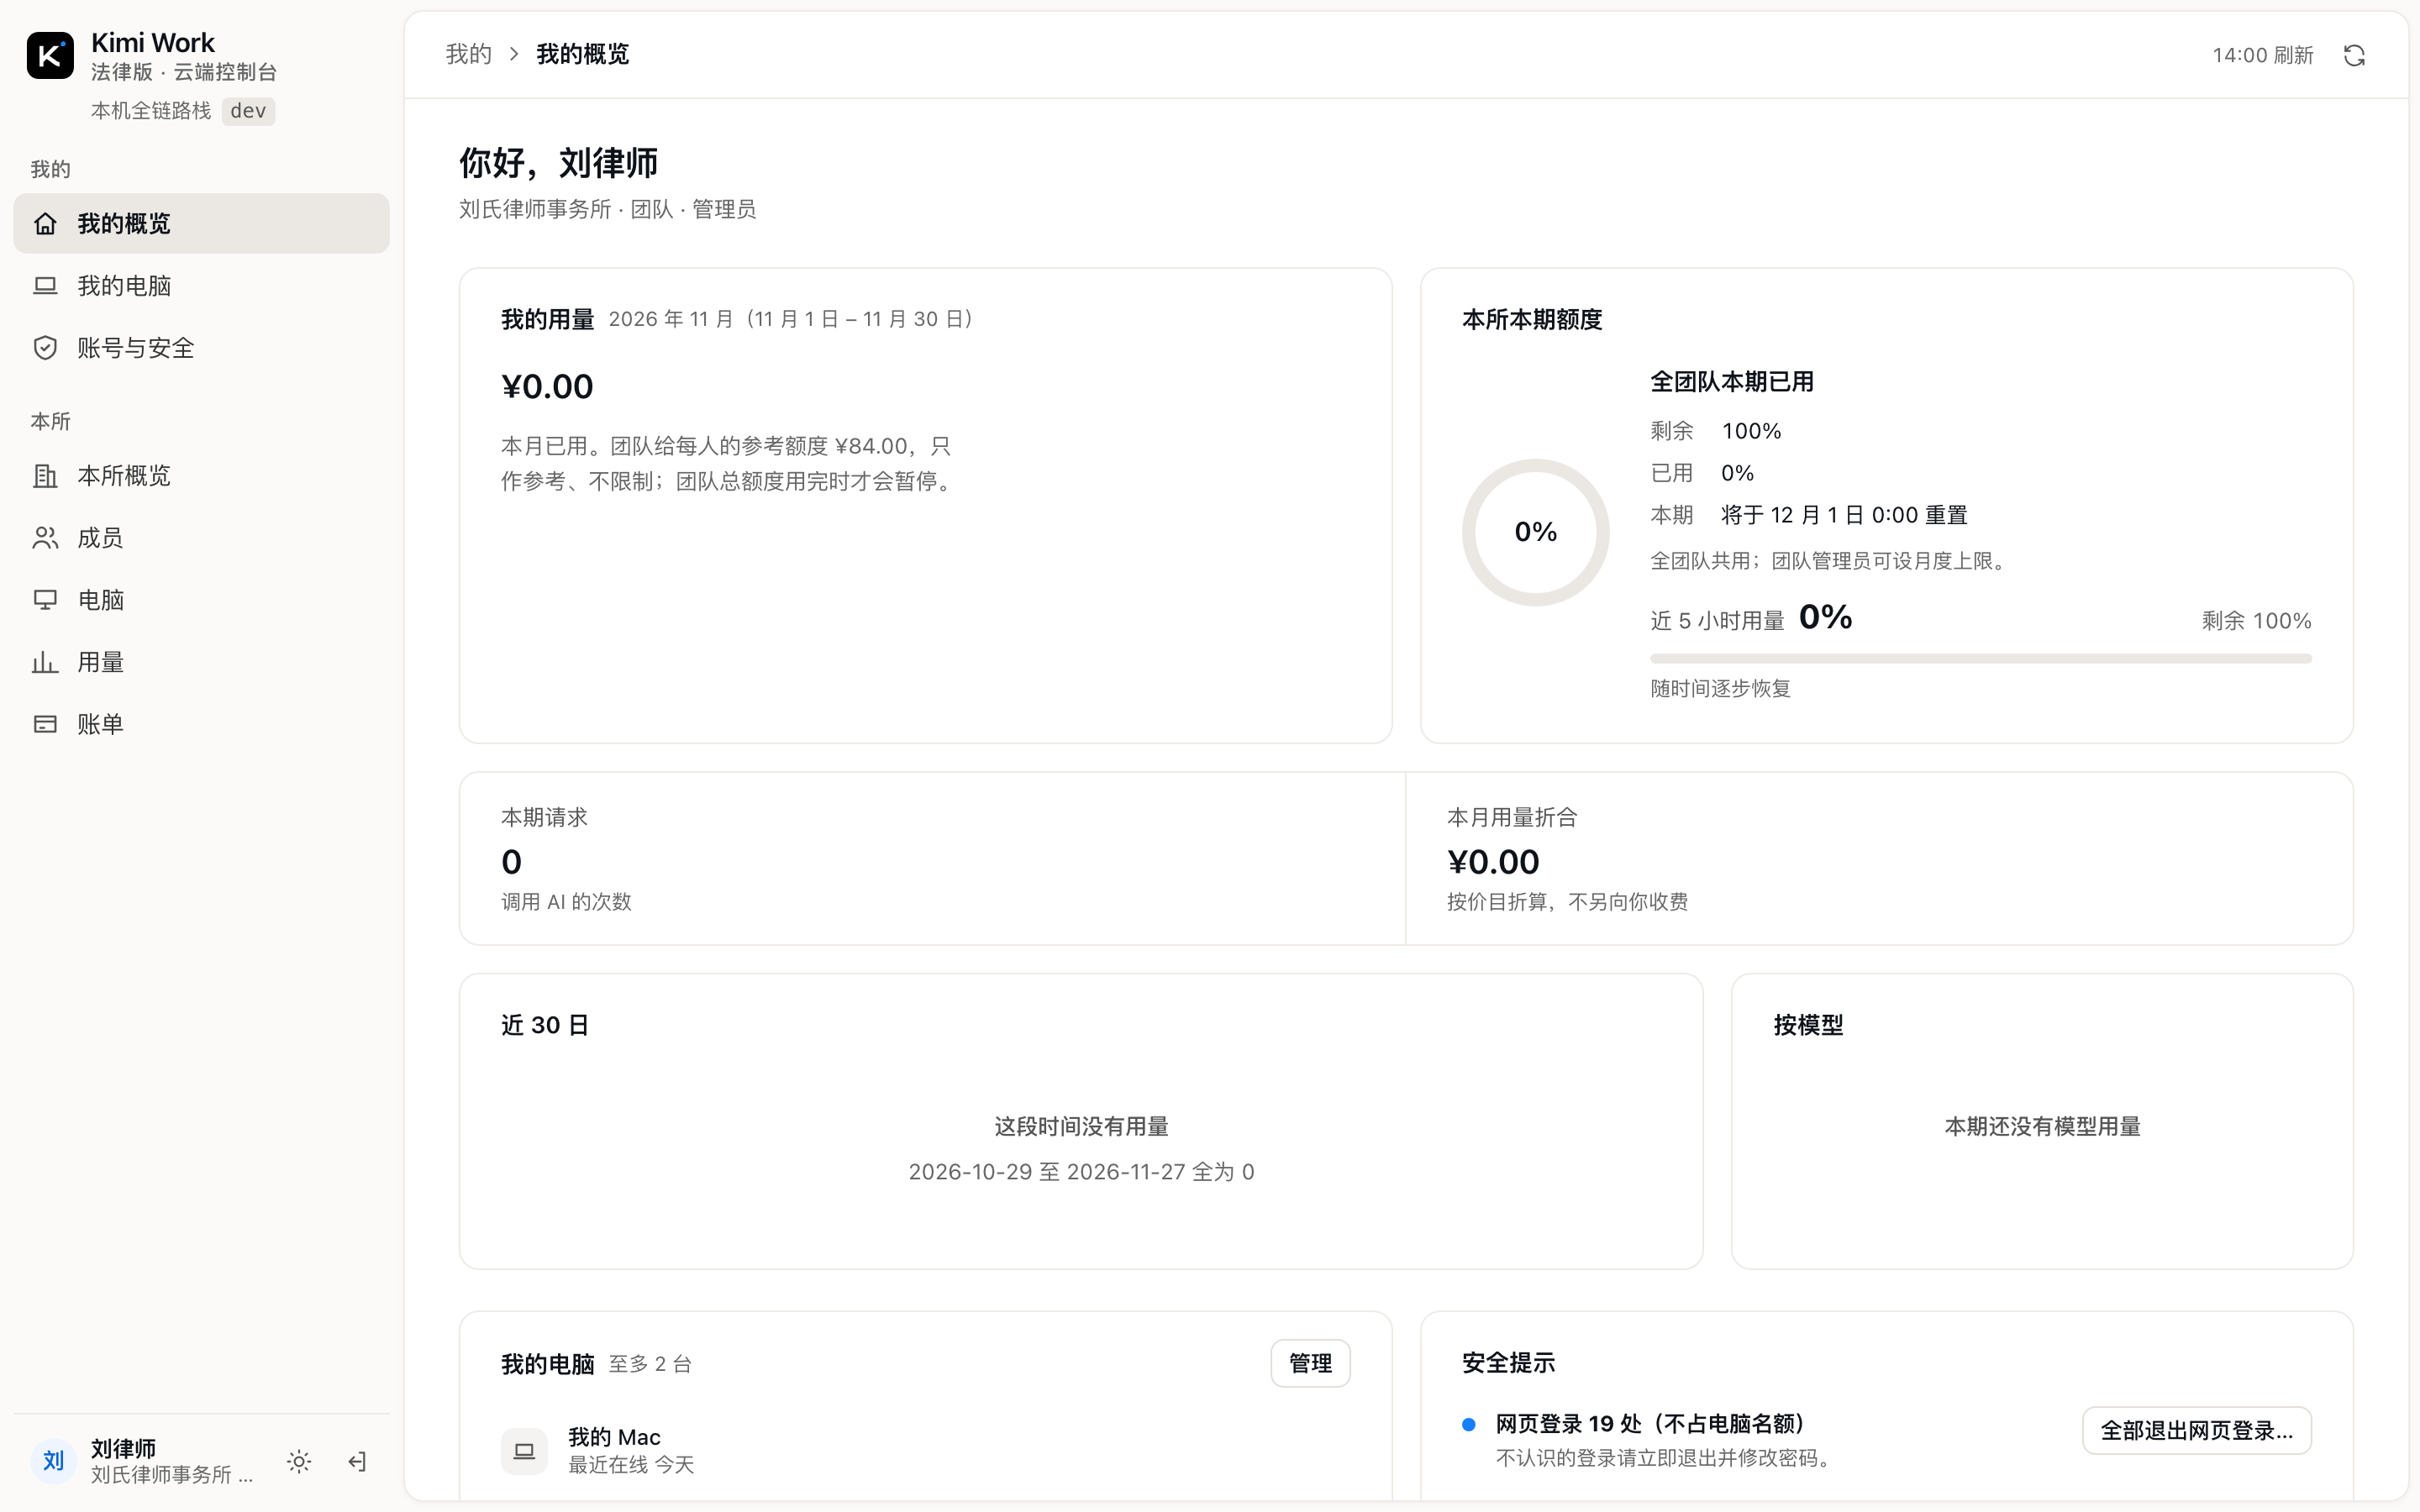 Kimi Work
法律版 · 云端控制台
本机全链路栈 dev
我的
我的概览
我的电脑
账号与安全
本所
本所概览
成员
电脑
用量
账单
刘
刘律师
刘氏律师事务所 ...
我的 > 我的概览
14:00 刷新
你好，刘律师
刘氏律师事务所 · 团队 · 管理员
我的用量 2026 年 11 月（11 月 1 日 – 11 月 30 日）
¥0.00
本月已用。团队给每人的参考额度 ¥84.00，只
作参考、不限制；团队总额度用完时才会暂停。
本所本期额度
0%
全团队本期已用
剩余 100%
已用 0%
本期 将于 12 月 1 日 0:00 重置
全团队共用；团队管理员可设月度上限。
近 5 小时用量 0% 剩余 100%
随时间逐步恢复
本期请求
0
调用 AI 的次数
本月用量折合
¥0.00
按价目折算，不另向你收费
近 30 日
这段时间没有用量
2026-10-29 至 2026-11-27 全为 0
按模型
本期还没有模型用量
我的电脑 至多 2 台
管理
我的 Mac
最近在线 今天
安全提示
网页登录 19 处（不占电脑名额）
不认识的登录请立即退出并修改密码。
全部退出网页登录...